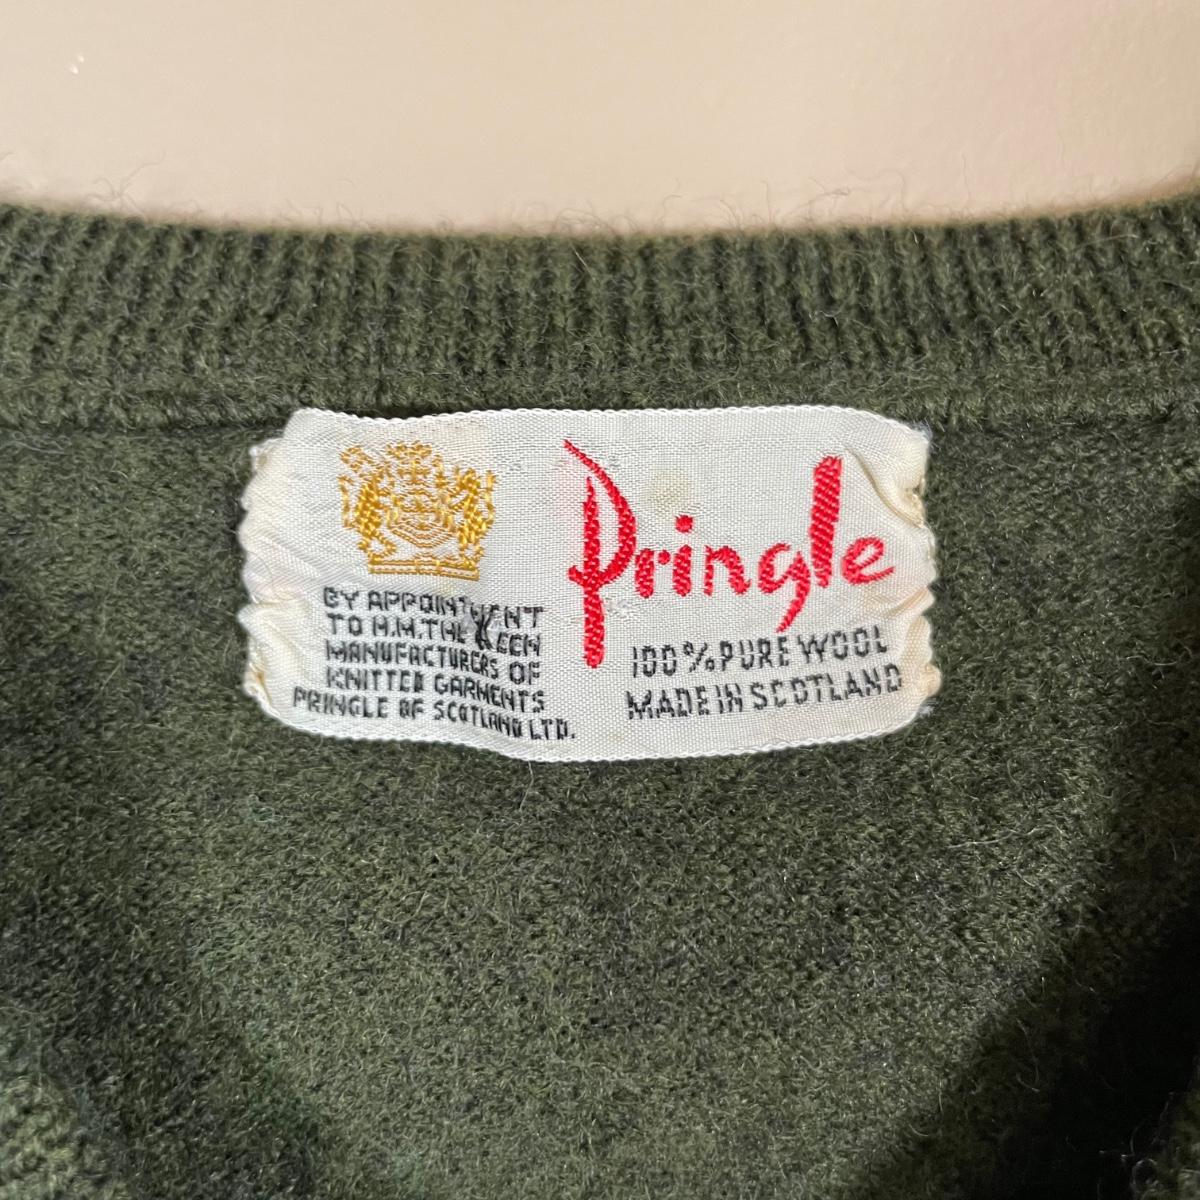 Pringle
BY APPOINTMENT
TO H.M. THE QUEEN
MANUFACTURERS OF
KNITTED GARMENTS
PRINGLE OF SCOTLAND LTD.
100% PURE WOOL
MADE IN SCOTLAND